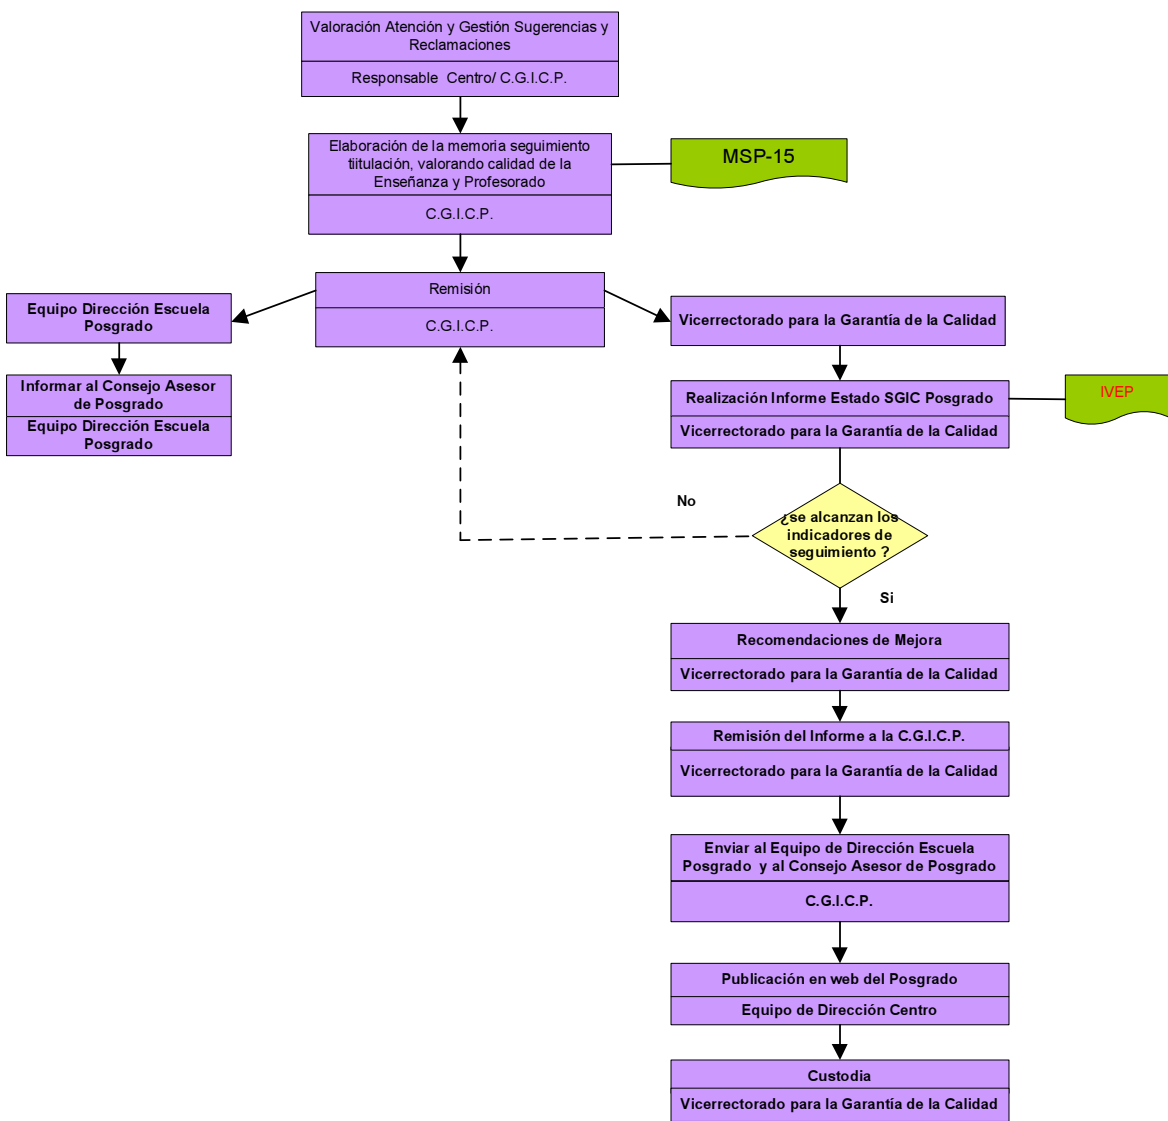 Valoración Atención y Gestión Sugerencias y
Reclamaciones
Responsable Centro/ C.G.I.C.P.
Elaboración de la memoria seguimiento
tiitulación, valorando calidad de la
Enseñanza y Profesorado
C.G.I.C.P.
MSP-15
Remisión
C.G.I.C.P.
Equipo Dirección Escuela
Posgrado
Informar al Consejo Asesor
de Posgrado
Equipo Dirección Escuela
Posgrado
Vicerrectorado para la Garantía de la Calidad
Realización Informe Estado SGIC Posgrado
Vicerrectorado para la Garantía de la Calidad
IVEP
No
¿se alcanzan los
indicadores de
seguimiento ?
Si
Recomendaciones de Mejora
Vicerrectorado para la Garantía de la Calidad
Remisión del Informe a la C.G.I.C.P.
Vicerrectorado para la Garantía de la Calidad
Enviar al Equipo de Dirección Escuela
Posgrado y al Consejo Asesor de Posgrado
C.G.I.C.P.
Publicación en web del Posgrado
Equipo de Dirección Centro
Custodia
Vicerrectorado para la Garantía de la Calidad